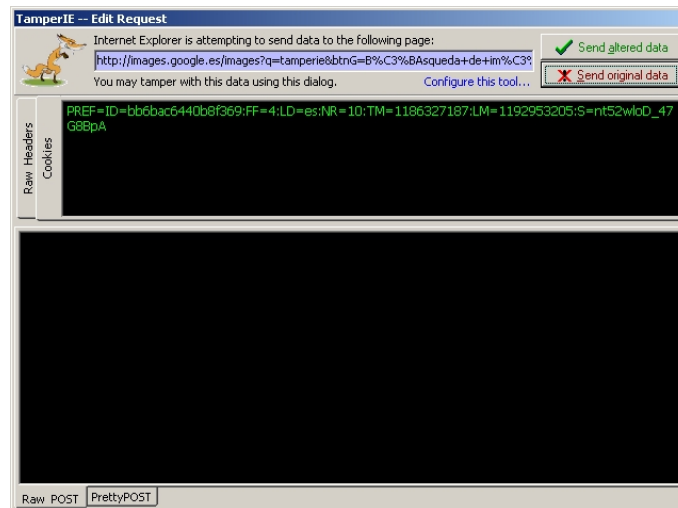 TamperIE -- Edit Request
Internet Explorer is attempting to send data to the following page:
http://images.google.es/images?q=tamperie&btnG=B%C3%BAsqueda+de+im%C3%
You may tamper with this data using this dialog.
Configure this tool...
Send altered data
Send original data
Raw Headers
Cookies
PREF=ID=bb6bac6440b8f369:FF=4:LD=es:NR=10:TM=1186327187:LM=1192953205:S=nt52wloD_47
G8BpA
Raw POST
PrettyPOST